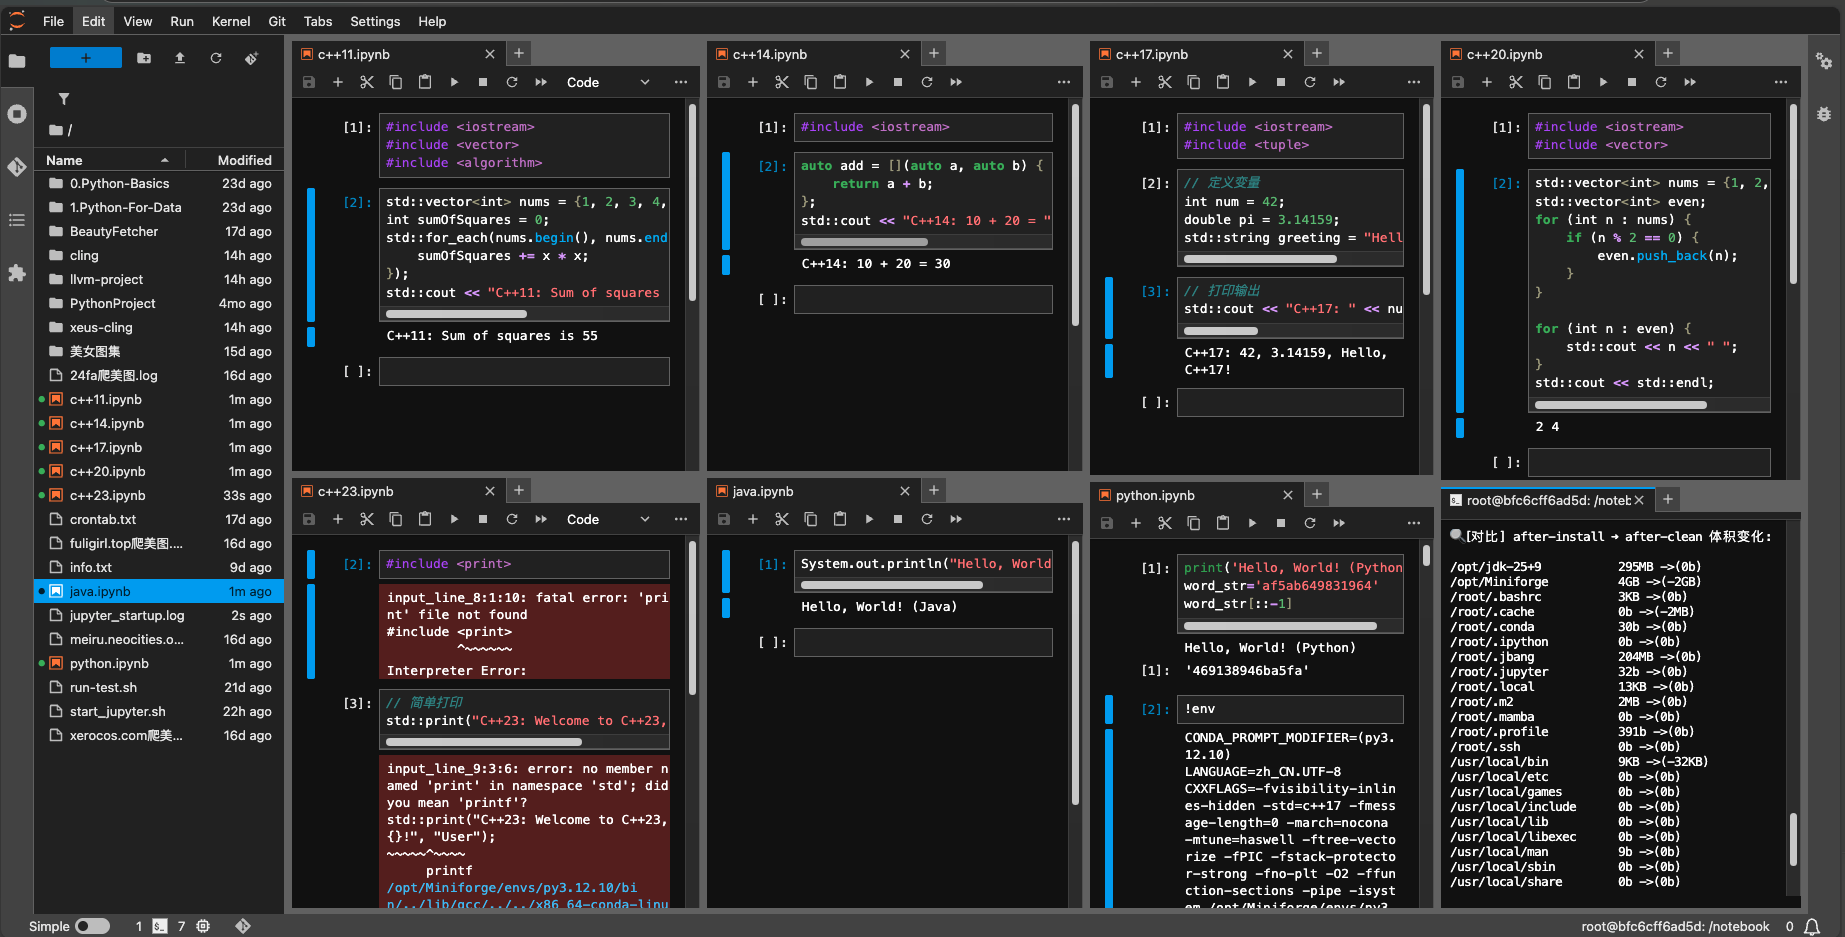 File Edit View Run Kernel Git Tabs Settings Help
/
Name Modified
0.Python-Basics 23d ago
1.Python-For-Data 23d ago
BeautyFetcher 17d ago
cling 14h ago
llvm-project 14h ago
PythonProject 4mo ago
xeus-cling 14h ago
美女图集 15d ago
24fa爬美图.log 16d ago
c++11.ipynb 1m ago
c++14.ipynb 1m ago
c++17.ipynb 1m ago
c++20.ipynb 1m ago
c++23.ipynb 33s ago
crontab.txt 17d ago
fuligirl.top爬美图.... 16d ago
info.txt 9d ago
java.ipynb 1m ago
jupyter_startup.log 2s ago
meiru.neocities.o... 16d ago
python.ipynb 1m ago
run-test.sh 21d ago
start_jupyter.sh 22h ago
xerocos.com爬美... 16d ago
c++11.ipynb
Code
[1]: #include <iostream>
#include <vector>
#include <algorithm>
[2]: std::vector<int> nums = {1, 2, 3, 4,
int sumOfSquares = 0;
std::for_each(nums.begin(), nums.end
sumOfSquares += x * x;
});
std::cout << "C++11: Sum of squares
C++11: Sum of squares is 55
[ ]:
c++14.ipynb
[1]: #include <iostream>
[2]: auto add = [](auto a, auto b) {
return a + b;
};
std::cout << "C++14: 10 + 20 = "
C++14: 10 + 20 = 30
[ ]:
c++17.ipynb
[1]: #include <iostream>
#include <tuple>
[2]: // 定义变量
int num = 42;
double pi = 3.14159;
std::string greeting = "Hell
[3]: // 打印输出
std::cout << "C++17: " << nu
C++17: 42, 3.14159, Hello,
C++17!
[ ]:
c++20.ipynb
[1]: #include <iostream>
#include <vector>
[2]: std::vector<int> nums = {1, 2,
std::vector<int> even;
for (int n : nums) {
if (n % 2 == 0) {
even.push_back(n);
}
}
for (int n : even) {
std::cout << n << " ";
}
std::cout << std::endl;
2 4
[ ]:
c++23.ipynb
Code
[2]: #include <print>
input_line_8:1:10: fatal error: 'pri
nt' file not found
#include <print>
^~~~~~~
Interpreter Error:
[3]: // 简单打印
std::print("C++23: Welcome to C++23,
input_line_9:3:6: error: no member n
amed 'print' in namespace 'std'; did
you mean 'printf'?
std::print("C++23: Welcome to C++23,
{}!", "User");
~~~~~^~~~~
printf
/opt/Miniforge/envs/py3.12.10/bi
n/../lib/gcc/../../x86_64-conda-linu
java.ipynb
[1]: System.out.println("Hello, World
Hello, World! (Java)
[ ]:
python.ipynb
[1]: print('Hello, World! (Python
word_str='af5ab649831964'
word_str[::-1]
Hello, World! (Python)
[1]: '469138946ba5fa'
[2]: !env
CONDA_PROMPT_MODIFIER=(py3.
12.10)
LANGUAGE=zh_CN.UTF-8
CXXFLAGS=-fvisibility-inlin
es-hidden -std=c++17 -fmess
age-length=0 -march=nocona
-mtune=haswell -ftree-vecto
rize -fPIC -fstack-protecto
r-strong -fno-plt -O2 -ffun
ction-sections -pipe -isyst
em /opt/Miniforge/envs/py3
root@bfc6cff6ad5d: /noteb
[对比] after-install → after-clean 体积变化:
/opt/jdk-25+9 295MB ->(0b)
/opt/Miniforge 4GB ->(-2GB)
/root/.bashrc 3KB ->(0b)
/root/.cache 0b ->(-2MB)
/root/.conda 30b ->(0b)
/root/.ipython 0b ->(0b)
/root/.jbang 204MB ->(0b)
/root/.jupyter 32b ->(0b)
/root/.local 13KB ->(0b)
/root/.m2 2MB ->(0b)
/root/.mamba 0b ->(0b)
/root/.profile 391b ->(0b)
/root/.ssh 0b ->(0b)
/usr/local/bin 9KB ->(-32KB)
/usr/local/etc 0b ->(0b)
/usr/local/games 0b ->(0b)
/usr/local/include 0b ->(0b)
/usr/local/lib 0b ->(0b)
/usr/local/libexec 0b ->(0b)
/usr/local/man 9b ->(0b)
/usr/local/sbin 0b ->(0b)
/usr/local/share 0b ->(0b)
Simple 1 7 root@bfc6cff6ad5d: /notebook 0